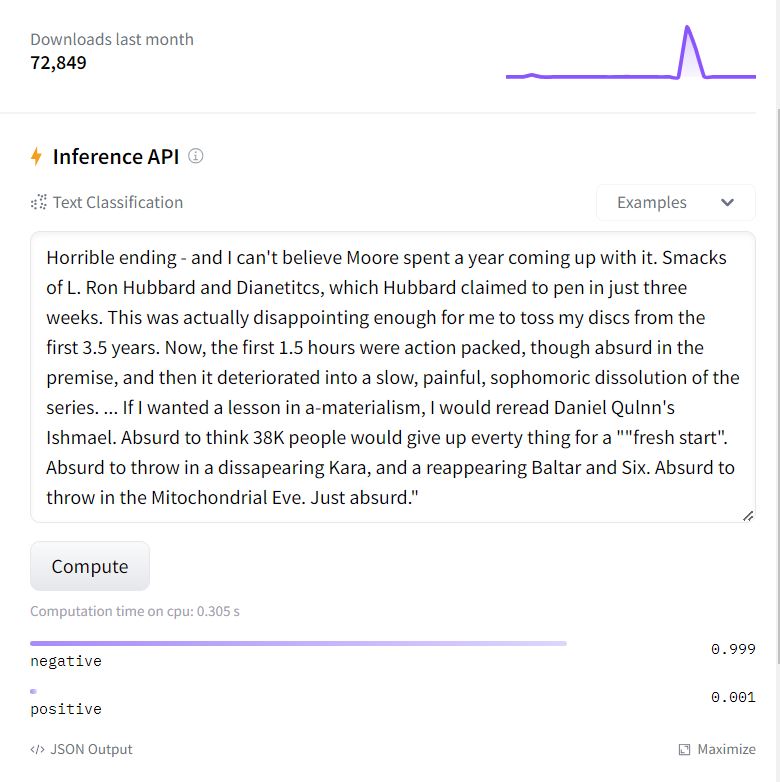 Downloads last month
72,849
Inference API
Text Classification
Examples
Horrible ending - and I can't believe Moore spent a year coming up with it. Smacks
of L. Ron Hubbard and Dianetitcs, which Hubbard claimed to pen in just three
weeks. This was actually disappointing enough for me to toss my discs from the
first 3.5 years. Now, the first 1.5 hours were action packed, though absurd in the
premise, and then it deteriorated into a slow, painful, sophomoric dissolution of the
series. ... If I wanted a lesson in a-materialism, I would reread Daniel Qulnn's
Ishmael. Absurd to think 38K people would give up everty thing for a ""fresh start".
Absurd to throw in a dissapearing Kara, and a reappearing Baltar and Six. Absurd to
throw in the Mitochondrial Eve. Just absurd."
Compute
Computation time on cpu: 0.305 s
negative 0.999
positive 0.001
</> JSON Output
Maximize